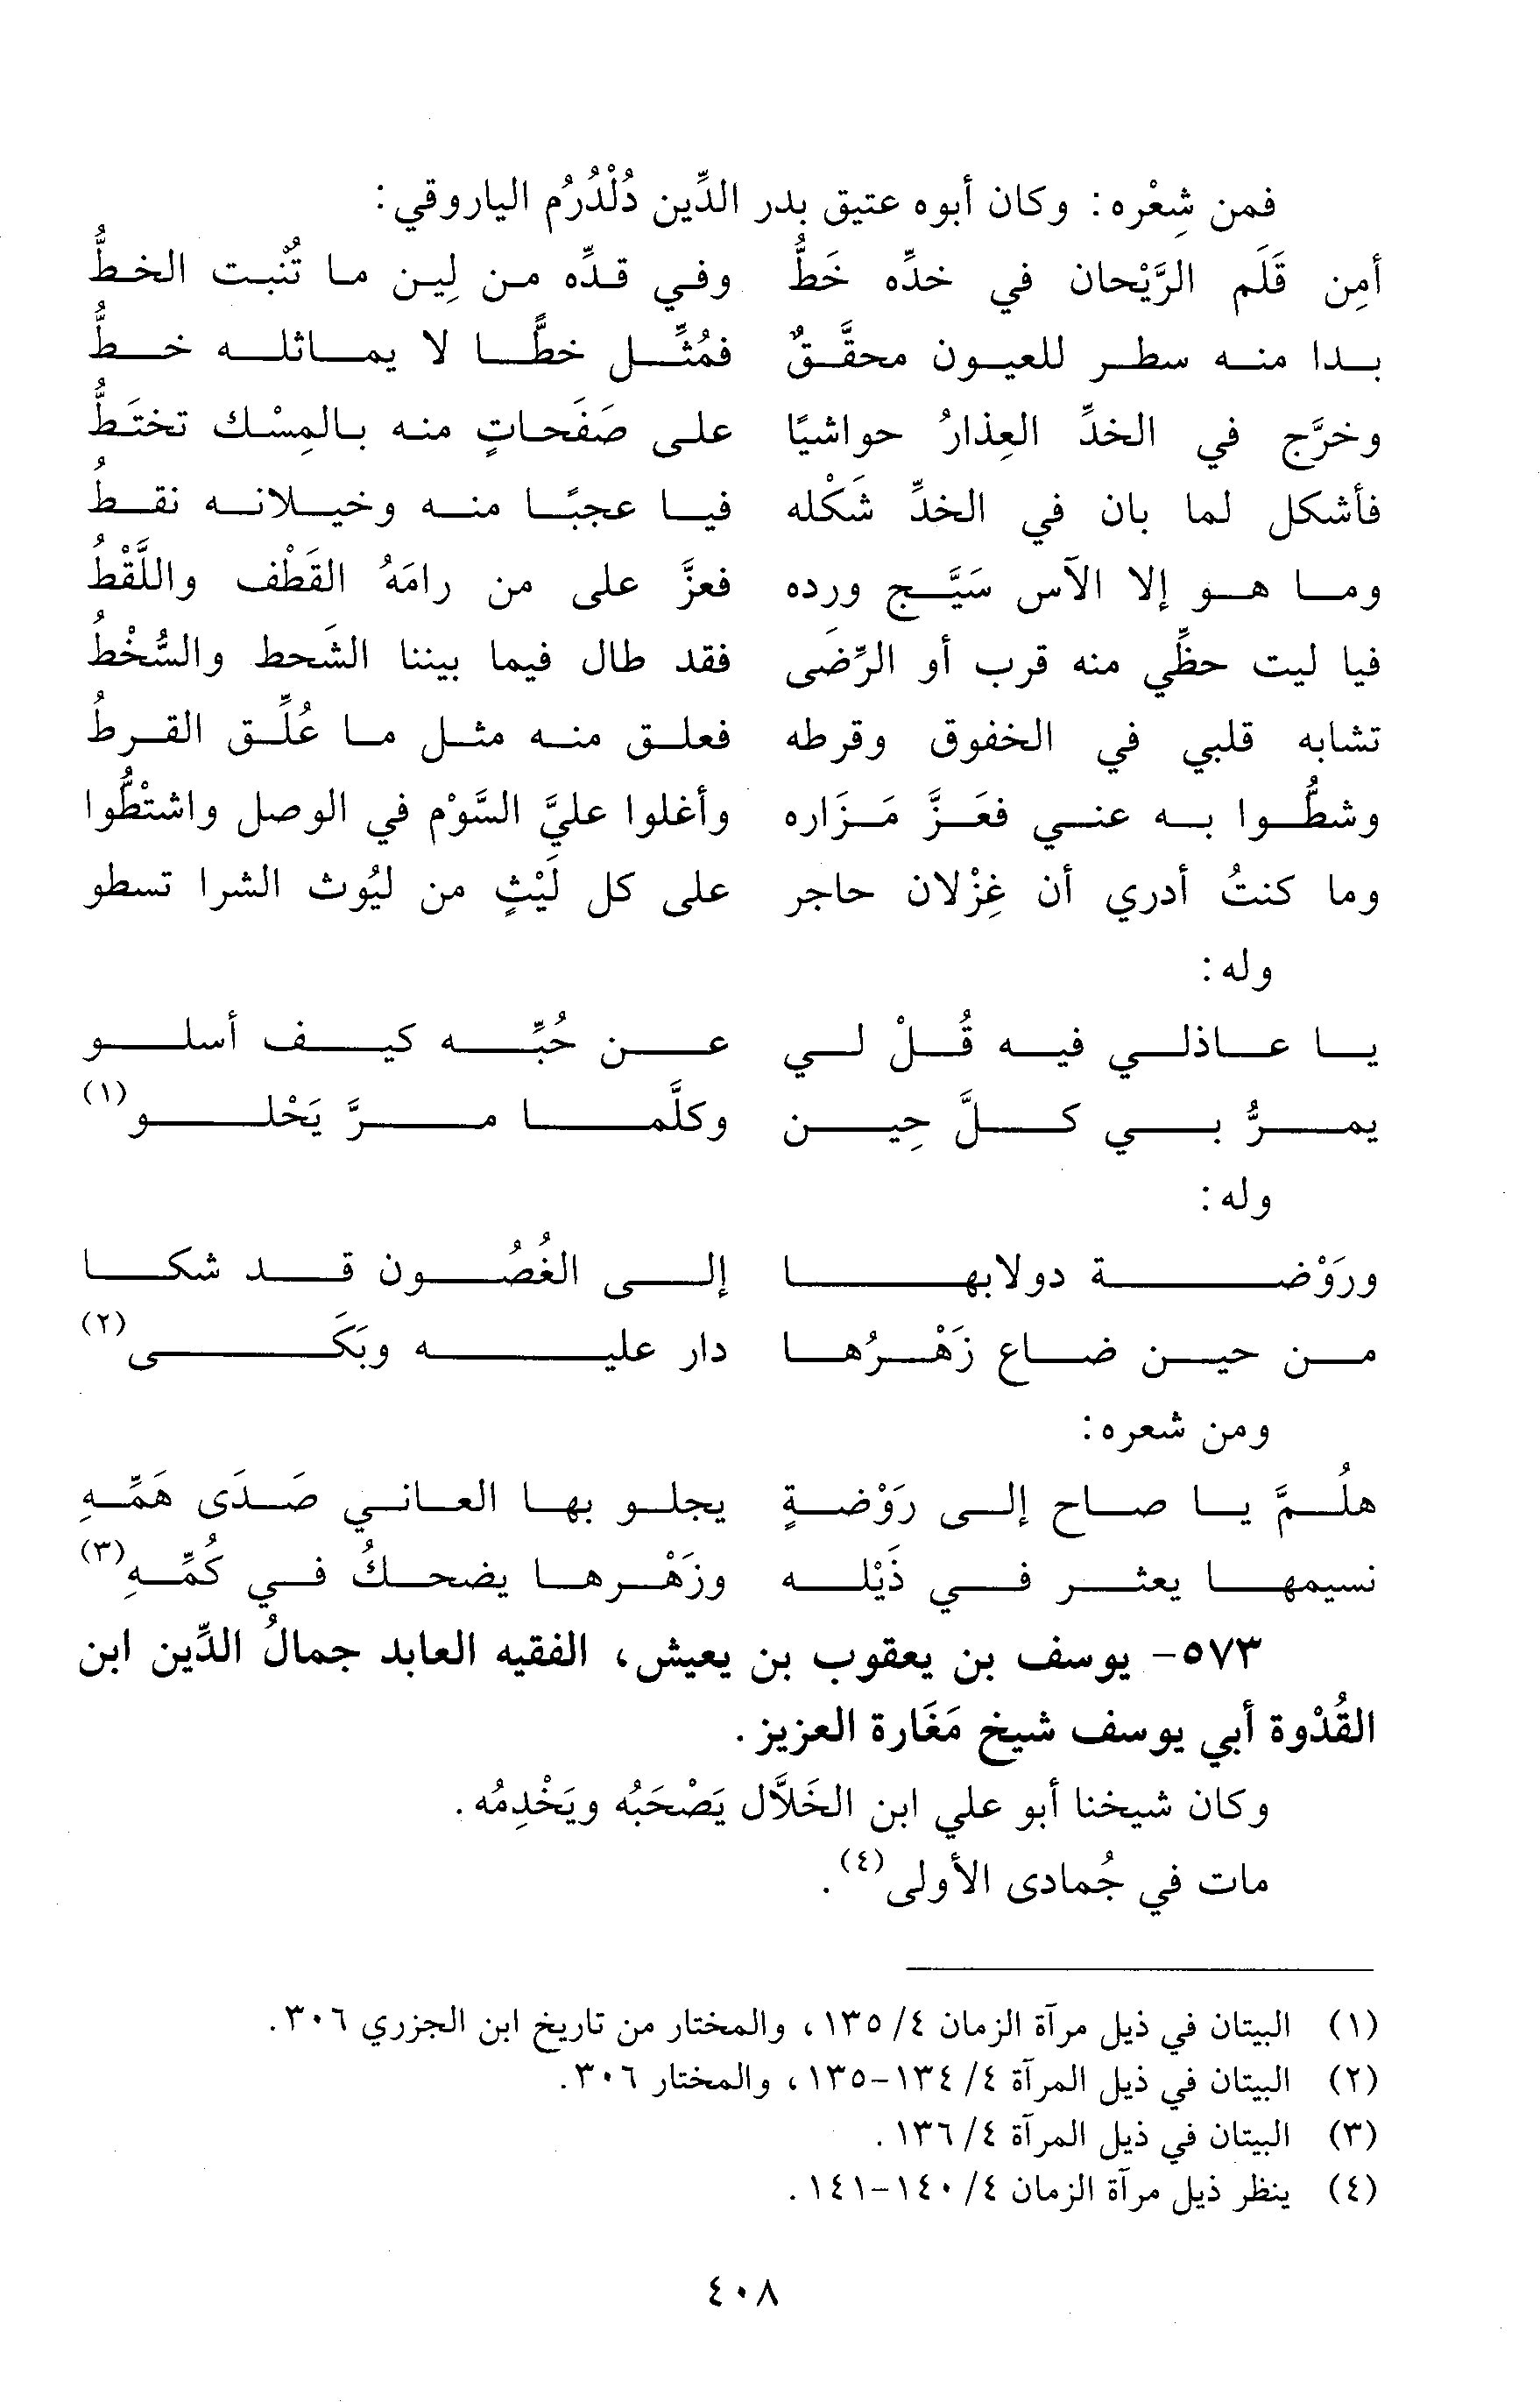 فمن شِعْره: وكان أبوه عتيق بدر الدِّين دُلْدُرُم الياروقي:
أمِن قَلَم الرَّيْحان في خدِّه خَطُّ وفي قدِّه من لِين ما تُنْبت الخطُّ
بدا منه سطر للعيون محقَّقٌ فمُثِّل خطًّا لا يماثله خطُّ
وخرَّج في الخدِّ العِذارُ حواشيًا على صَفَحاتٍ منه بالمِسْك تختَطُّ
فأشكل لما بان في الخدِّ شَكْله فيا عجبًا منه وخيلانه نقطُ
وما هو إلا الآس سَيَّج ورده فعزَّ على من رامَهُ القَطْف واللَّقْطُ
فيا ليت حظِّي منه قرب أو الرِّضَى فقد طال فيما بيننا الشَحط والسُّخْطُ
تشابه قلبي في الخفوق وقرطه فعلق منه مثل ما عُلِّق القرطُ
وشطُّوا به عني فعَزَّ مَزَاره وأغلوا عليَّ السَّوْم في الوصل واشتْطُّوا
وما كنتُ أدري أن غِزْلان حاجر على كل لَيْثٍ من ليُوث الشرا تسطو
وله:
يا عاذلي فيه قُلْ لي عن حُبِّه كيف أسلو
يمرُّ بي كلَّ حِين وكلَّما مرَّ يَحْلو(١)
وله:
ورَوْضة دولابها إلى الغُصُون قد شكا
من حين ضاع زَهْرُها دار عليه وبَكَى(٢)
ومن شعره:
هلُمَّ يا صاح إلى رَوْضةٍ يجلو بها العاني صَدَى هَمِّهِ
نسيمها يعثر في ذَيْله وزَهْرها يضحكُ في كُمِّهِ(٣)
٥٧٣- يوسف بن يعقوب بن يعيش، الفقيه العابد جمالُ الدِّين ابن
القُدْوة أبي يوسف شيخ مَغَارة العزيز.
وكان شيخنا أبو علي ابن الخَلاَّل يَصْحَبُه ويَخْدِمُه.
مات في جُمادى الأولى(٤).
(١) البيتان في ذيل مرآة الزمان ٤/ ١٣٥، والمختار من تاريخ ابن الجزري ٣٠٦.
(٢) البيتان في ذيل المرآة ٤/ ١٣٤-١٣٥، والمختار ٣٠٦.
(٣) البيتان في ذيل المرآة ٤/ ١٣٦.
(٤) ينظر ذيل مرآة الزمان ٤/ ١٤٠-١٤١.
٤٠٨